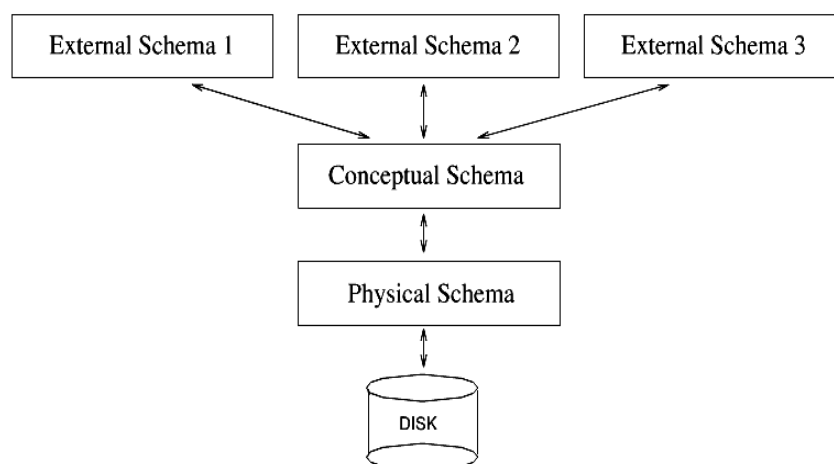 External Schema 1
External Schema 2
External Schema 3
Conceptual Schema
Physical Schema
DISK